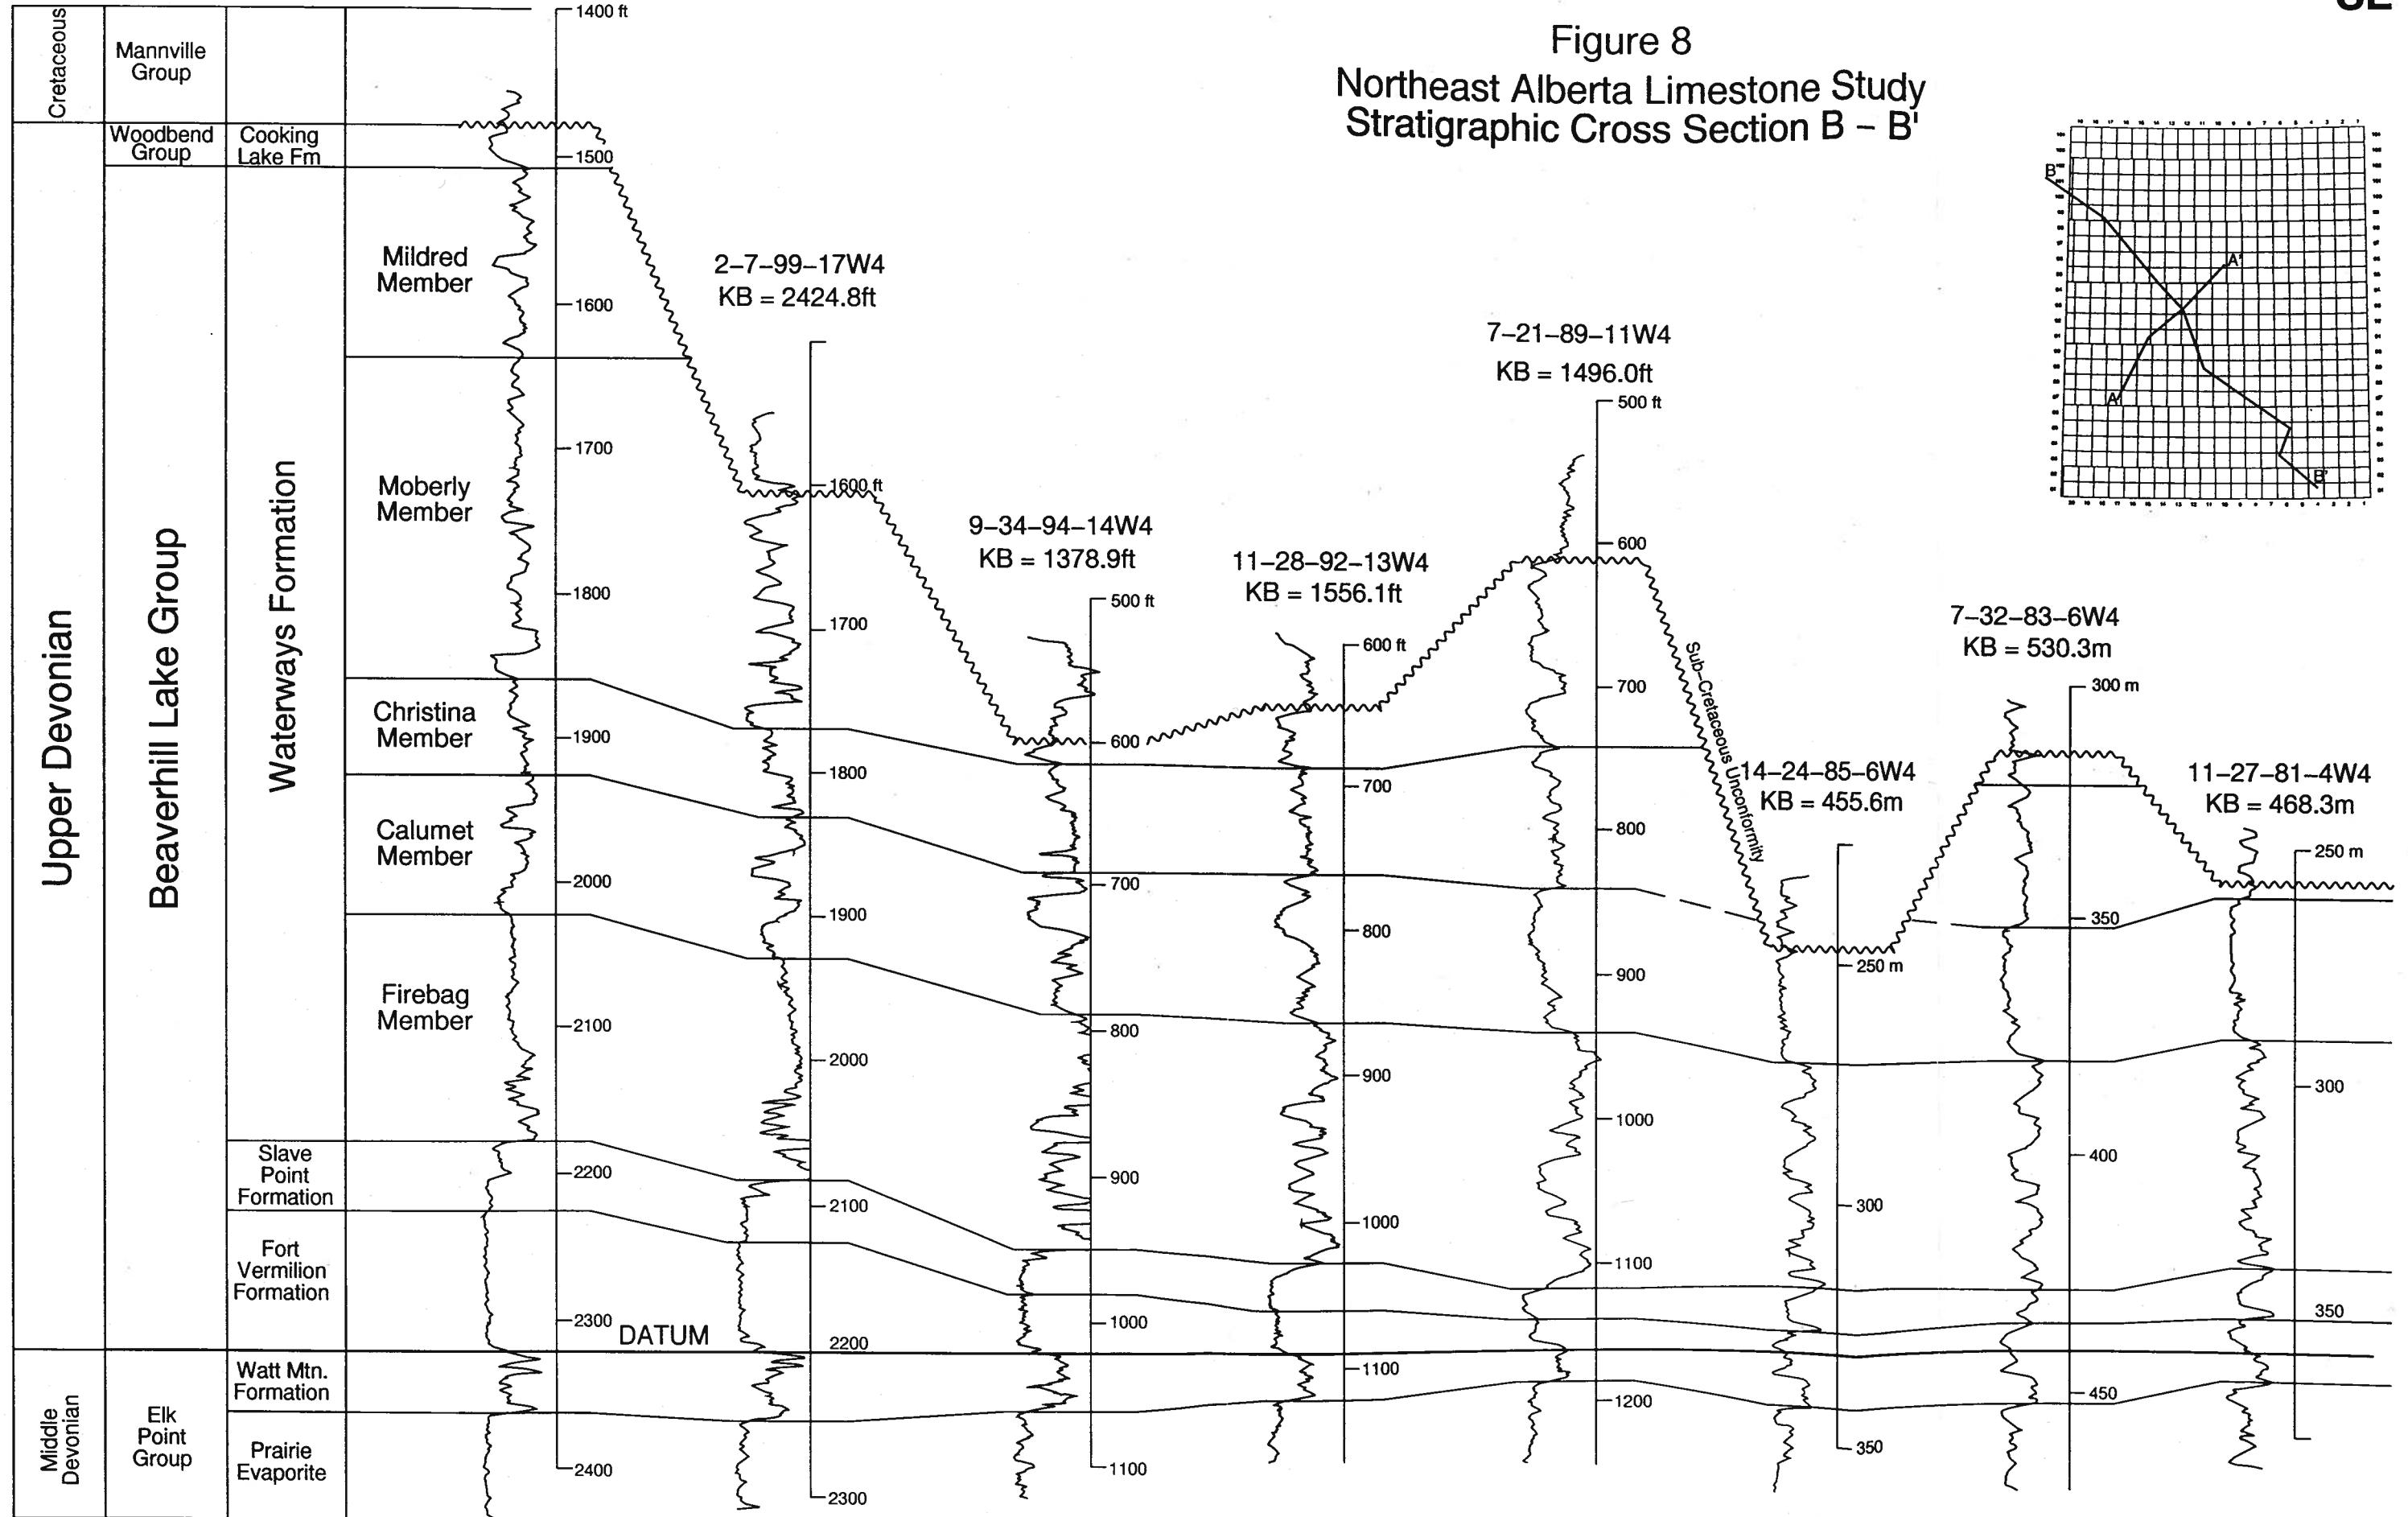 Figure 8
Northeast Alberta Limestone Study
Stratigraphic Cross Section B – B'
Cretaceous
Mannville
Group
Woodbend
Group
Cooking
Lake Fm
Upper Devonian
Beaverhill Lake Group
Waterways Formation
Mildred
Member
Moberly
Member
Christina
Member
Calumet
Member
Firebag
Member
Slave
Point
Formation
Fort
Vermilion
Formation
Middle
Devonian
Elk
Point
Group
Watt Mtn.
Formation
Prairie
Evaporite
1400 ft
1500
1600
1700
1800
1900
2000
2100
2200
2300
2400
DATUM
2–7–99–17W4
KB = 2424.8ft
1600 ft
1700
1800
1900
2000
2100
2200
2300
9–34–94–14W4
KB = 1378.9ft
500 ft
600
700
800
900
1000
1100
11–28–92–13W4
KB = 1556.1ft
600 ft
700
800
900
1000
1100
7–21–89–11W4
KB = 1496.0ft
500 ft
600
700
800
900
1000
1100
1200
Sub–Cretaceous Unconformity
14–24–85–6W4
KB = 455.6m
250 m
300
350
7–32–83–6W4
KB = 530.3m
300 m
350
400
450
11–27–81–4W4
KB = 468.3m
250 m
300
350
B
A'
A
B'